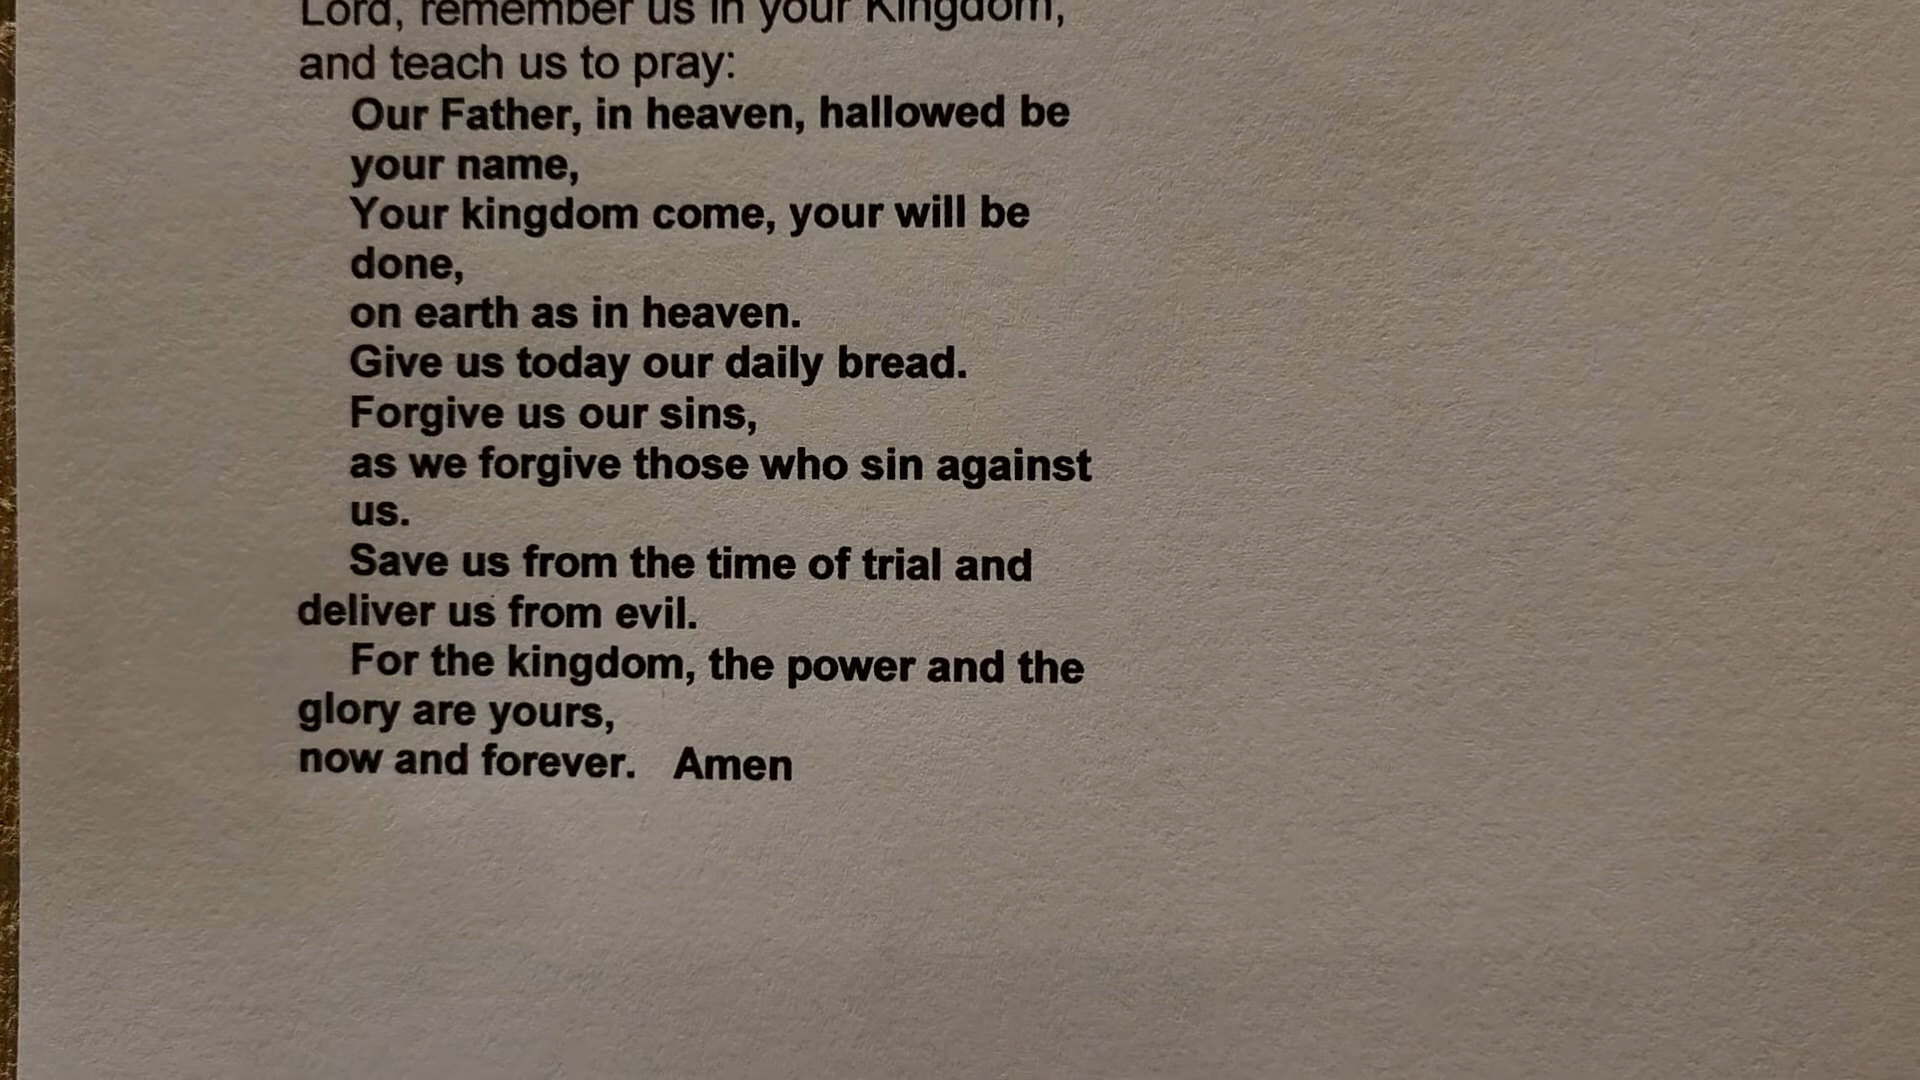 Lord, remember us in your Kingdom,
and teach us to pray:
Our Father, in heaven, hallowed be
your name,
Your kingdom come, your will be
done,
on earth as in heaven.
Give us today our daily bread.
Forgive us our sins,
as we forgive those who sin against
us.
Save us from the time of trial and
deliver us from evil.
For the kingdom, the power and the
glory are yours,
now and forever.   Amen